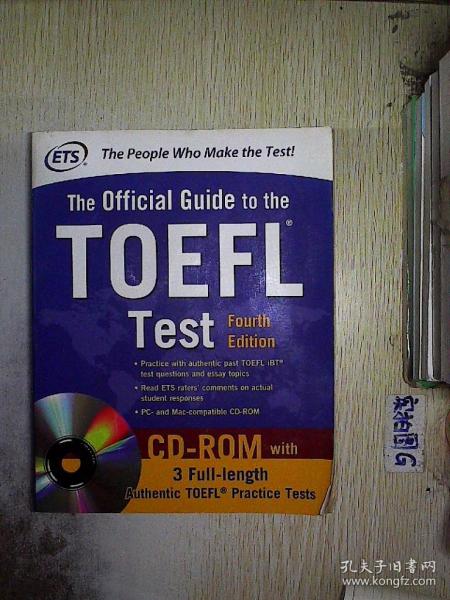 ETS® The People Who Make the Test!
The Official Guide to the
TOEFL®
Test Fourth
Edition
• Practice with authentic past TOEFL iBT®
test questions and essay topics
• Read ETS raters' comments on actual
student responses
• PC- and Mac-compatible CD-ROM
CD-ROM with
3 Full-length
Authentic TOEFL® Practice Tests
孔夫子旧书网
www.kongfz.com